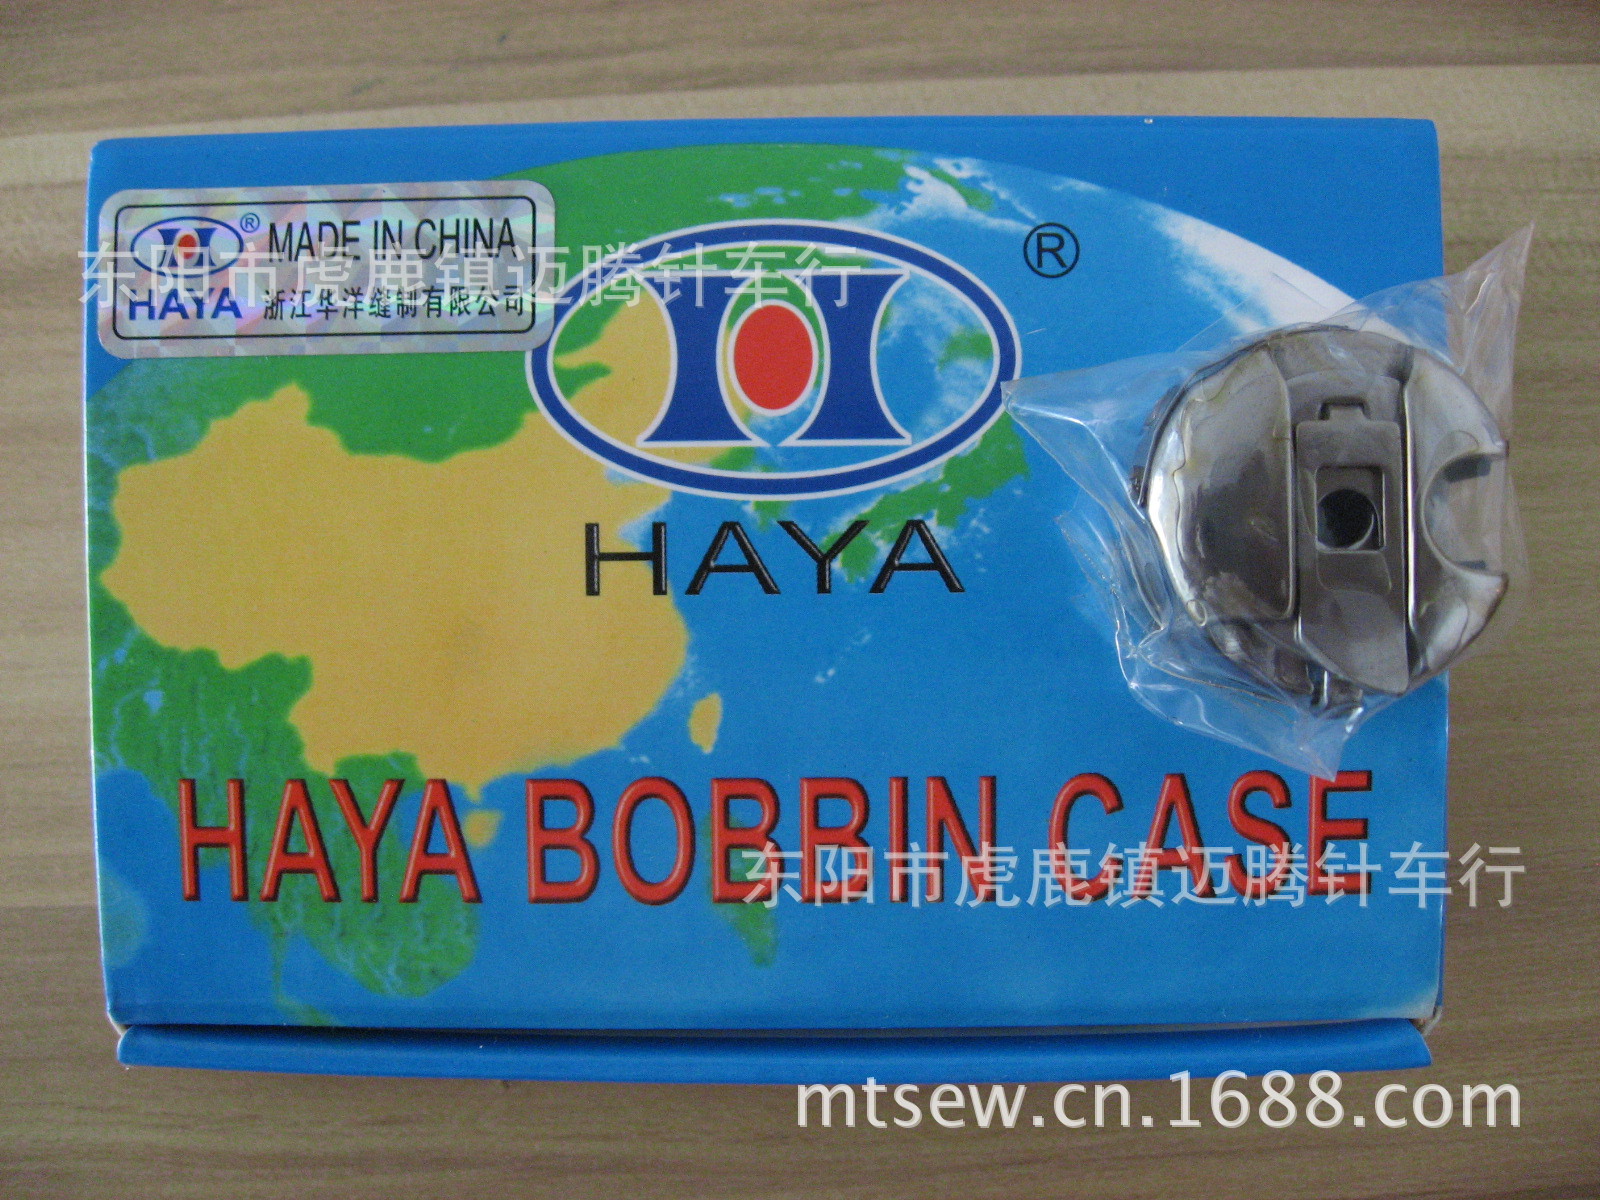 ® MADE IN CHINA
HAYA 浙江华洋缝制有限公司
东阳市虎鹿镇迈腾针车行
®
HAYA
HAYA BOBBIN CASE
东阳市虎鹿镇迈腾针车行
mtsew.cn.1688.com